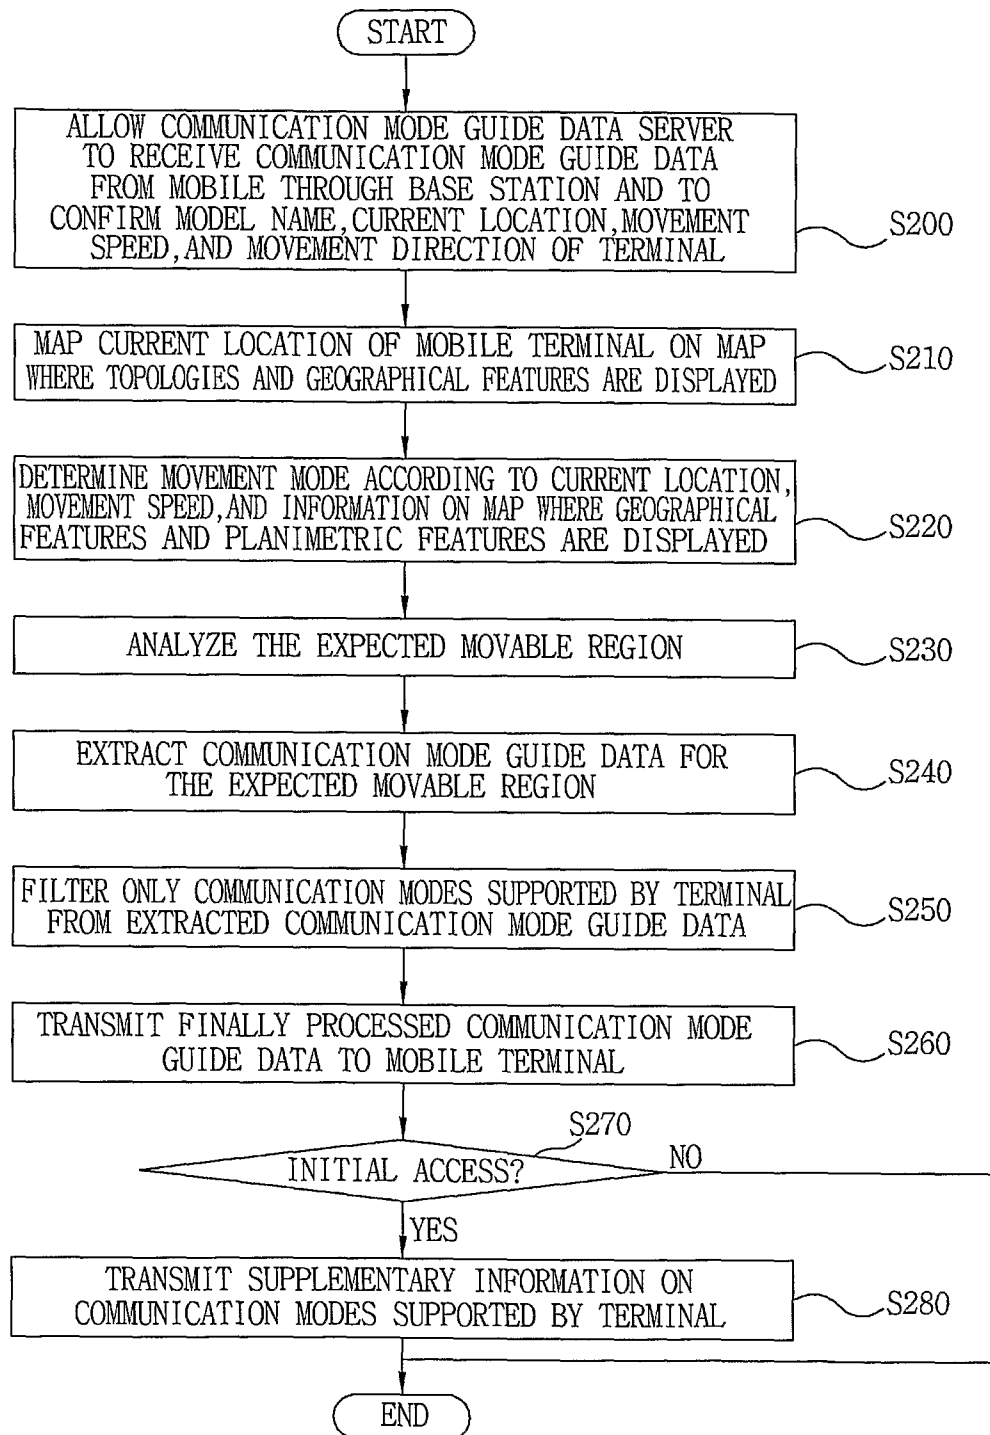 START
ALLOW COMMUNICATION MODE GUIDE DATA SERVER
TO RECEIVE COMMUNICATION MODE GUIDE DATA
FROM MOBILE THROUGH BASE STATION AND TO
CONFIRM MODEL NAME,CURRENT LOCATION,MOVEMENT
SPEED,AND MOVEMENT DIRECTION OF TERMINAL
S200
MAP CURRENT LOCATION OF MOBILE TERMINAL ON MAP
WHERE TOPOLOGIES AND GEOGRAPHICAL FEATURES ARE DISPLAYED
S210
DETERMINE MOVEMENT MODE ACCORDING TO CURRENT LOCATION,
MOVEMENT SPEED,AND INFORMATION ON MAP WHERE GEOGRAPHICAL
FEATURES AND PLANIMETRIC FEATURES ARE DISPLAYED
S220
ANALYZE THE EXPECTED MOVABLE REGION
S230
EXTRACT COMMUNICATION MODE GUIDE DATA FOR
THE EXPECTED MOVABLE REGION
S240
FILTER ONLY COMMUNICATION MODES SUPPORTED BY TERMINAL
FROM EXTRACTED COMMUNICATION MODE GUIDE DATA
S250
TRANSMIT FINALLY PROCESSED COMMUNICATION MODE
GUIDE DATA TO MOBILE TERMINAL
S260
S270
INITIAL ACCESS?
NO
YES
TRANSMIT SUPPLEMENTARY INFORMATION ON
COMMUNICATION MODES SUPPORTED BY TERMINAL
S280
END